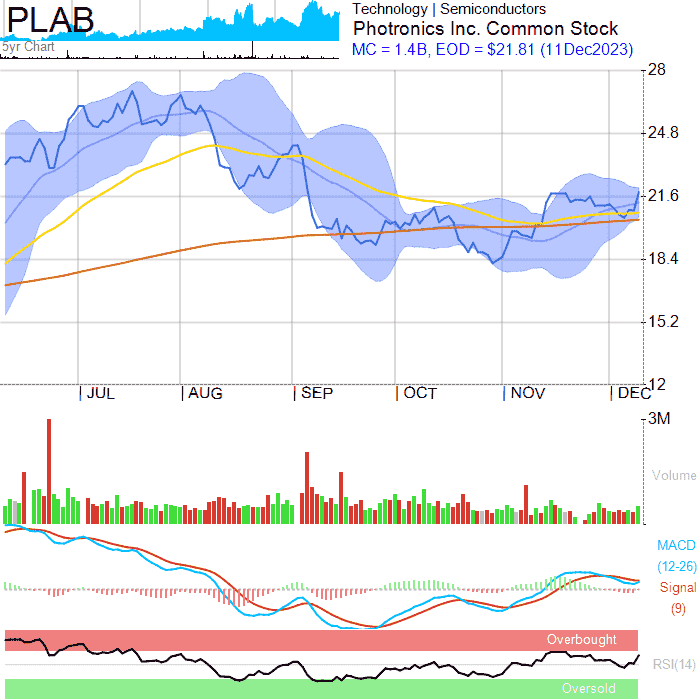 PLAB
5yr Chart
Technology | Semiconductors
Photronics Inc. Common Stock
MC = 1.4B, EOD = $21.81 (11Dec2023)
28
24.8
21.6
18.4
15.2
12
JUL
AUG
SEP
OCT
NOV
DEC
3M
Volume
MACD
(12-26)
Signal
(9)
Overbought
RSI(14)
Oversold